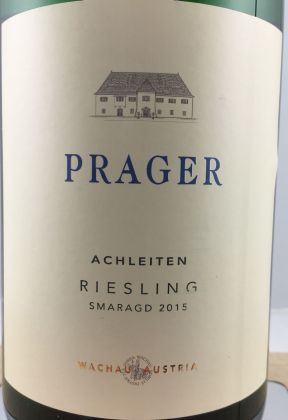 PRAGER
ACHLEITEN
RIESLING
SMARAGD 2015
WACHAU AUSTRIA